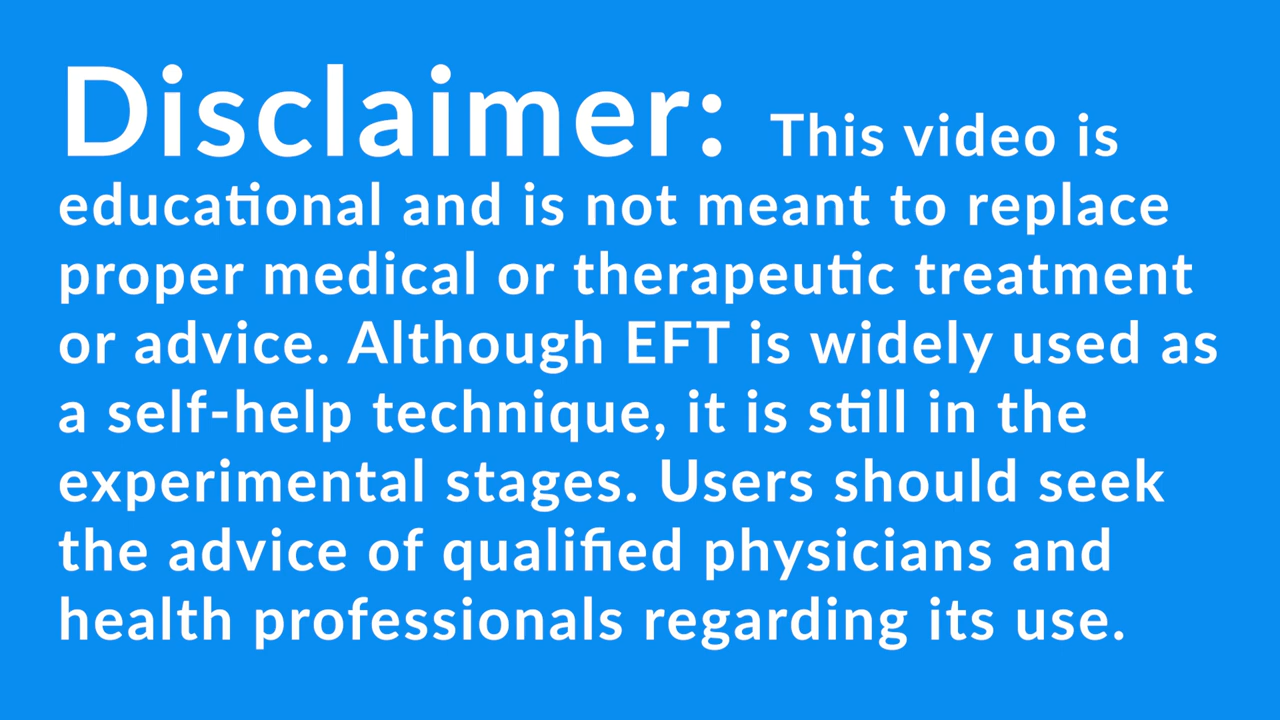 Disclaimer: This video is
educational and is not meant to replace
proper medical or therapeutic treatment
or advice. Although EFT is widely used as
a self-help technique, it is still in the
experimental stages. Users should seek
the advice of qualified physicians and
health professionals regarding its use.